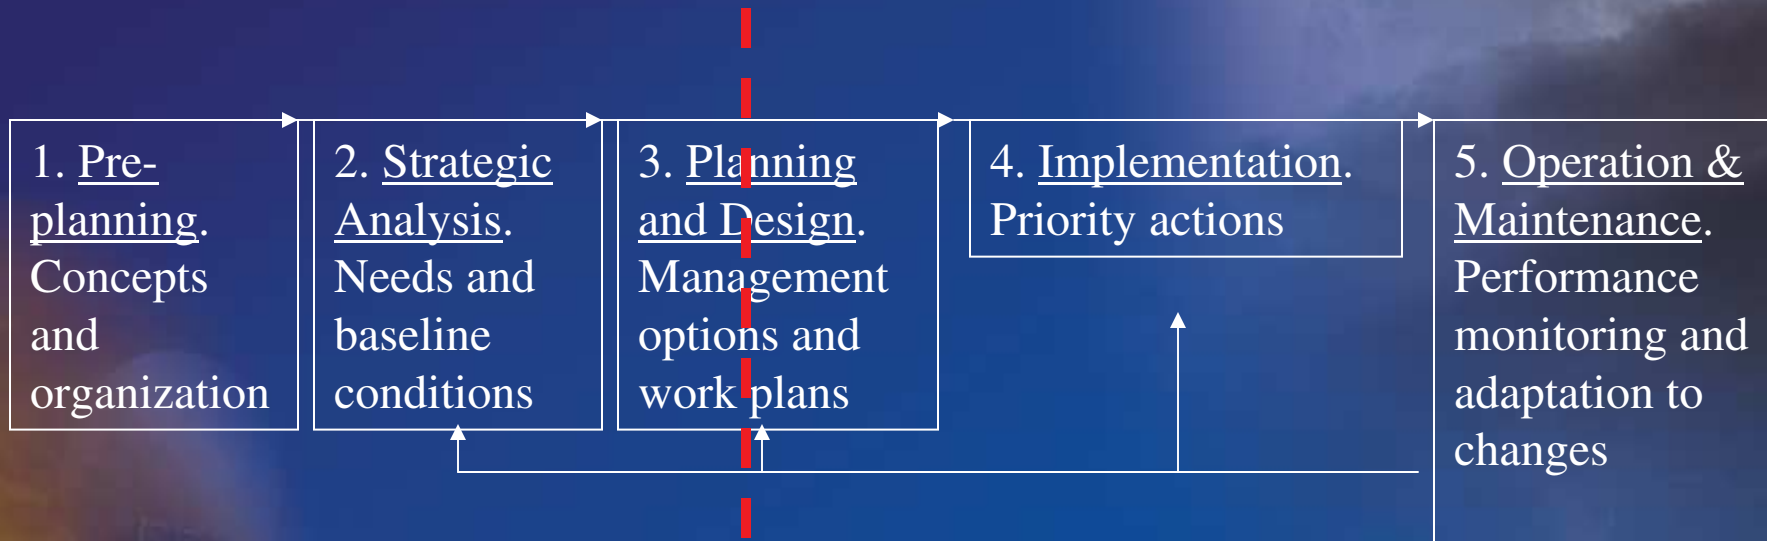 1. Pre-
planning.
Concepts
and
organization
2. Strategic
Analysis.
Needs and
baseline
conditions
3. Planning
and Design.
Management
options and
work plans
4. Implementation.
Priority actions
5. Operation &
Maintenance.
Performance
monitoring and
adaptation to
changes